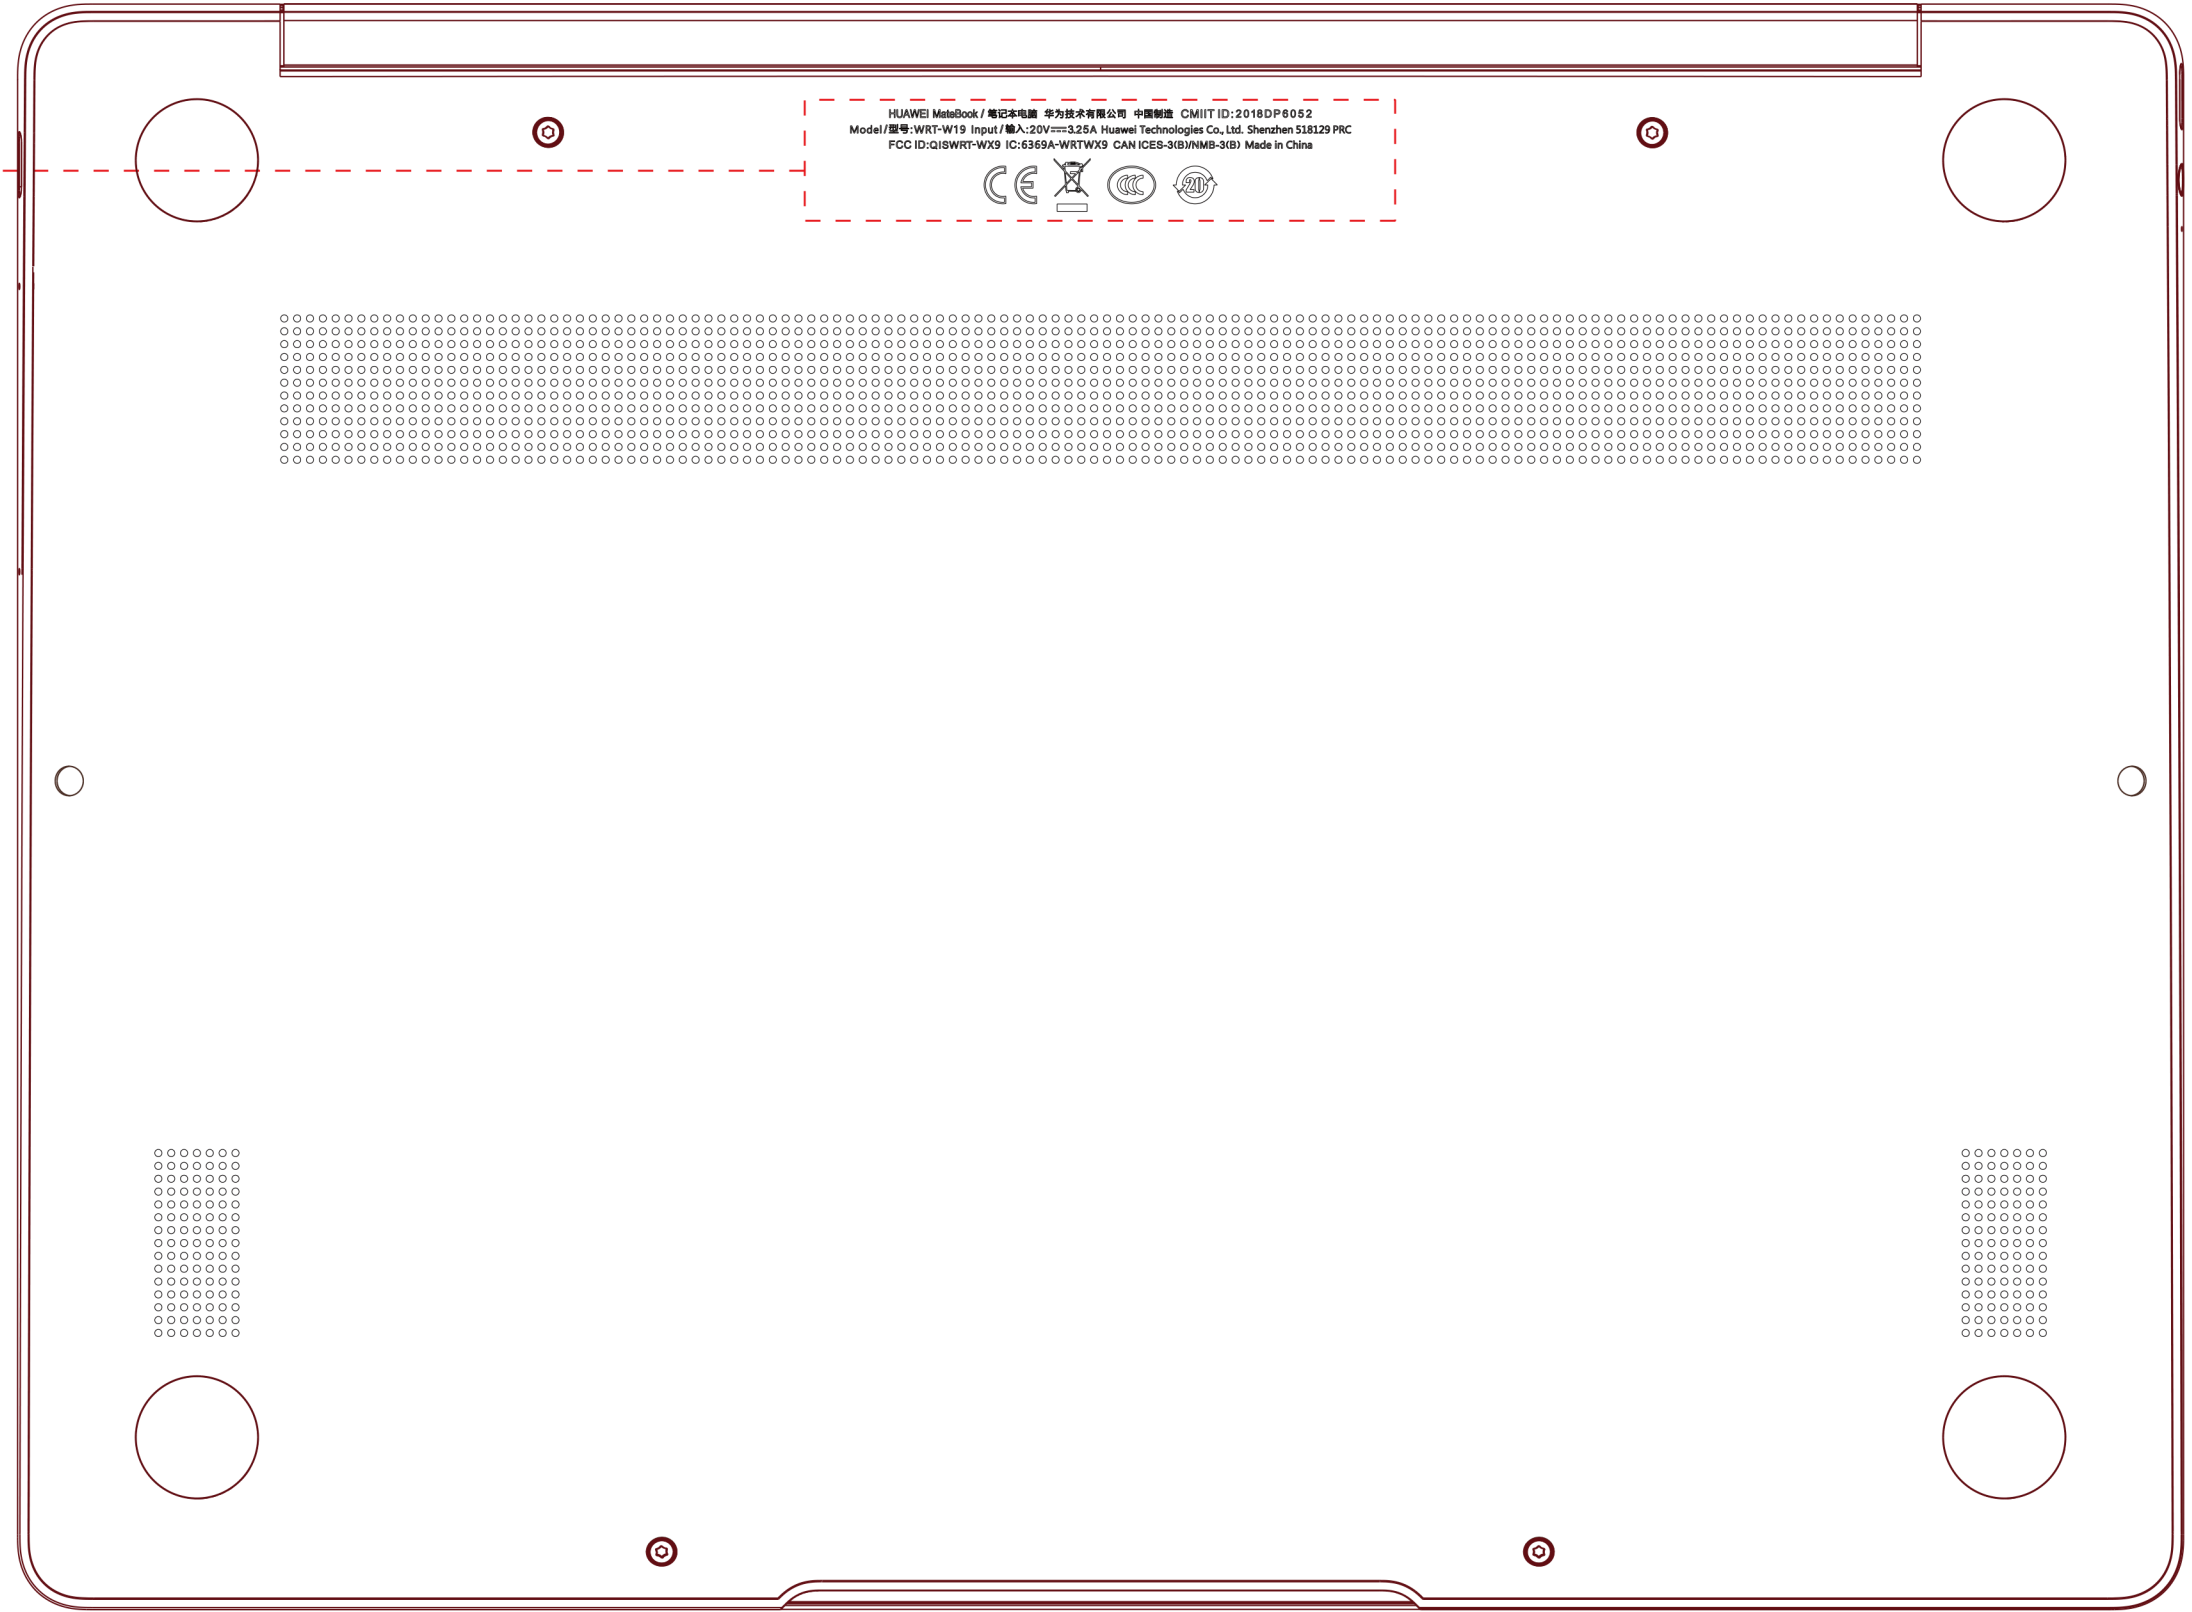 HUAWEI MateBook / 笔记本电脑 华为技术有限公司 中国制造 CMIIT ID:2018DP6052
Model/型号:WRT-W19 Input/输入:20V⎓3.25A Huawei Technologies Co., Ltd. Shenzhen 518129 PRC
FCC ID:QISWRT-WX9 IC:6369A-WRTWX9 CAN ICES-3(B)/NMB-3(B) Made in China
CE CCC 20